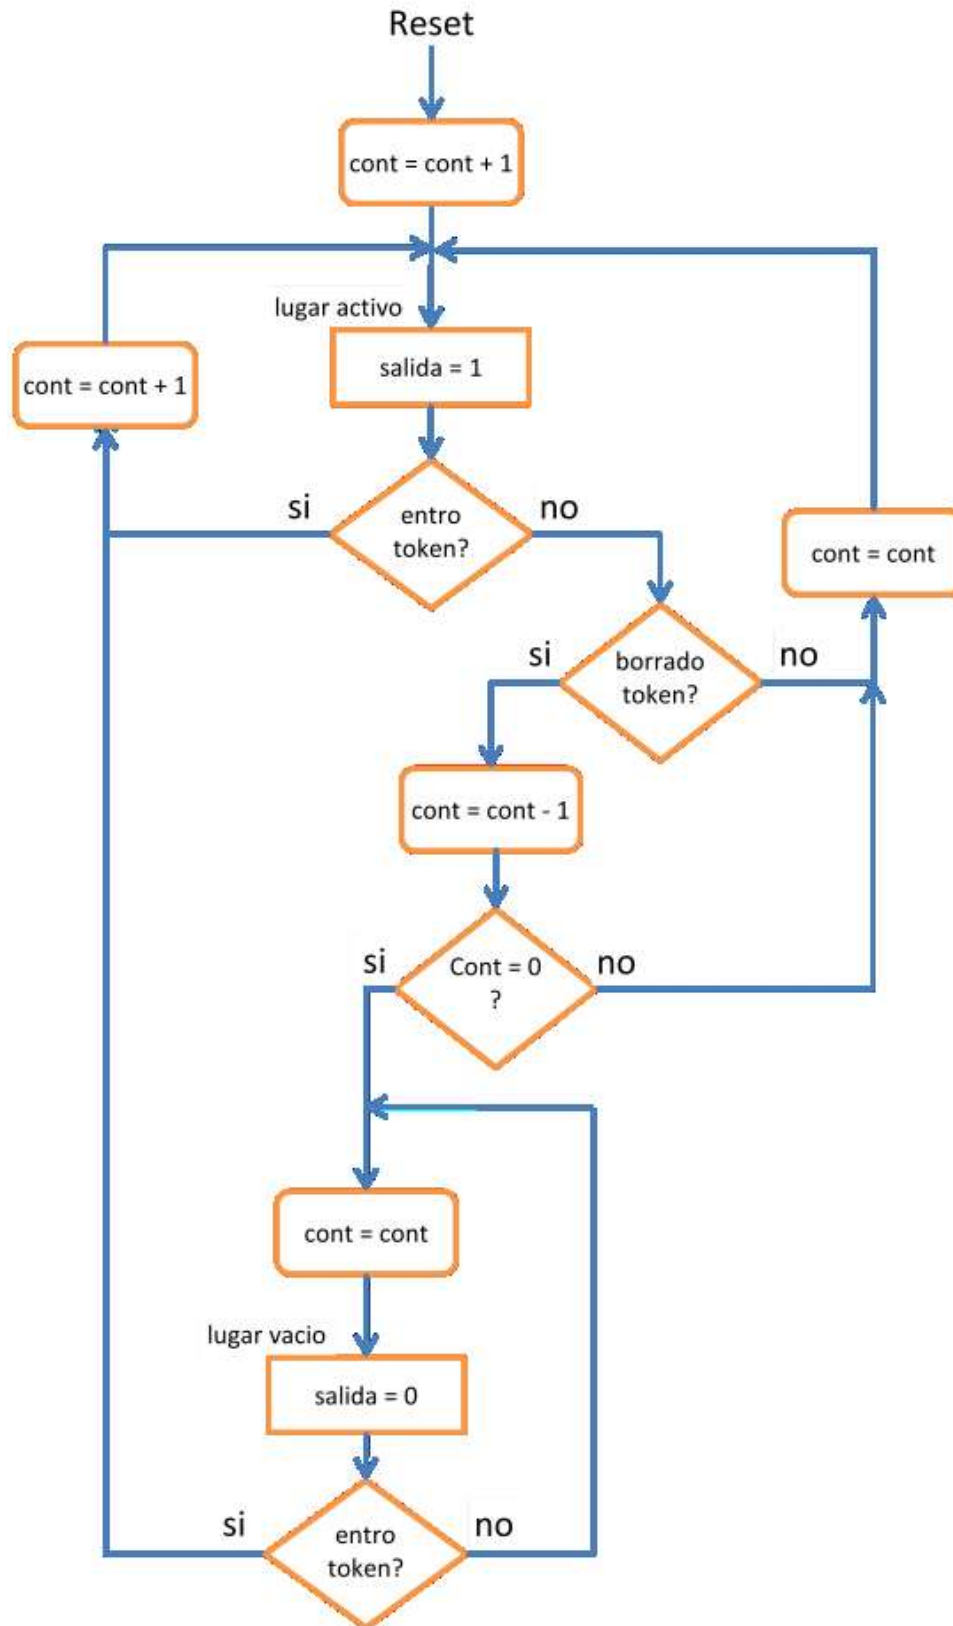 Reset
cont = cont + 1
lugar activo
salida = 1
cont = cont + 1
si
entro
token?
no
cont = cont
si
borrado
token?
no
cont = cont - 1
si
Cont = 0
?
no
cont = cont
lugar vacio
salida = 0
si
entro
token?
no